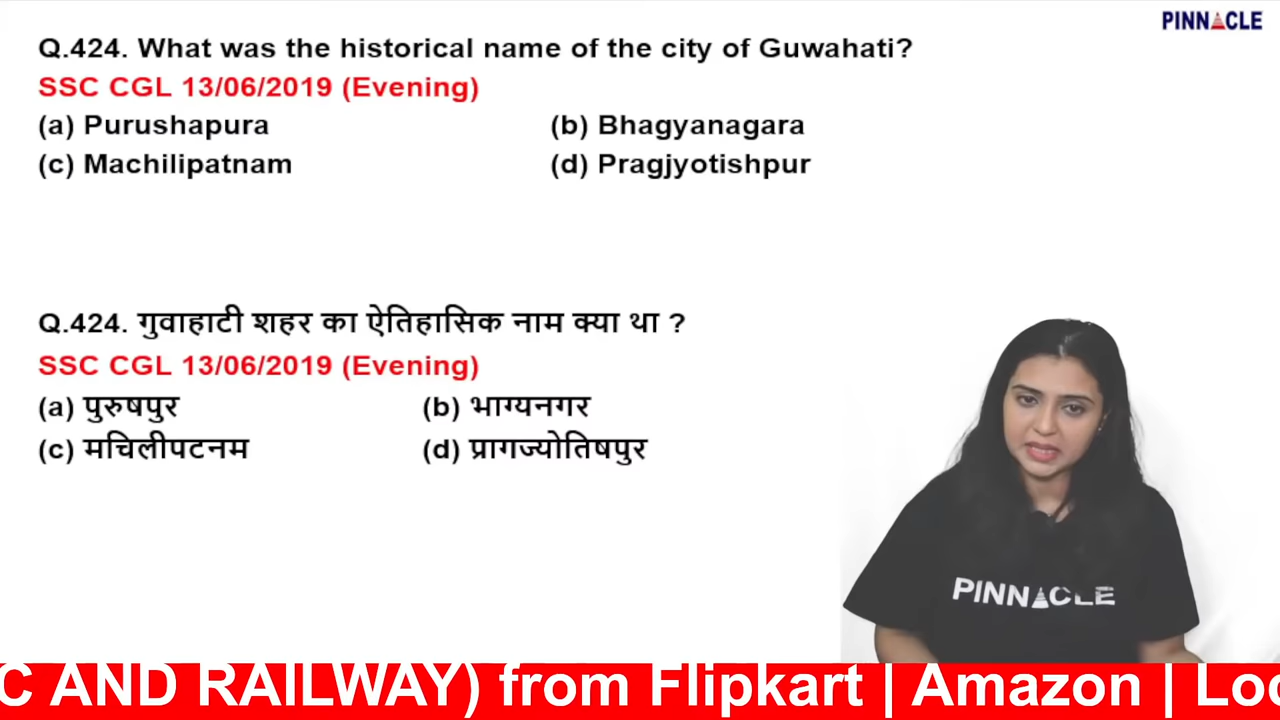 PINNACLE
Q.424. What was the historical name of the city of Guwahati?
SSC CGL 13/06/2019 (Evening)
(a) Purushapura (b) Bhagyanagara
(c) Machilipatnam (d) Pragjyotishpur
Q.424. गुवाहाटी शहर का ऐतिहासिक नाम क्या था ?
SSC CGL 13/06/2019 (Evening)
(a) पुरुषपुर (b) भाग्यनगर
(c) मचिलीपटनम (d) प्रागज्योतिषपुर
PINNACLE
C AND RAILWAY) from Flipkart | Amazon | Loc